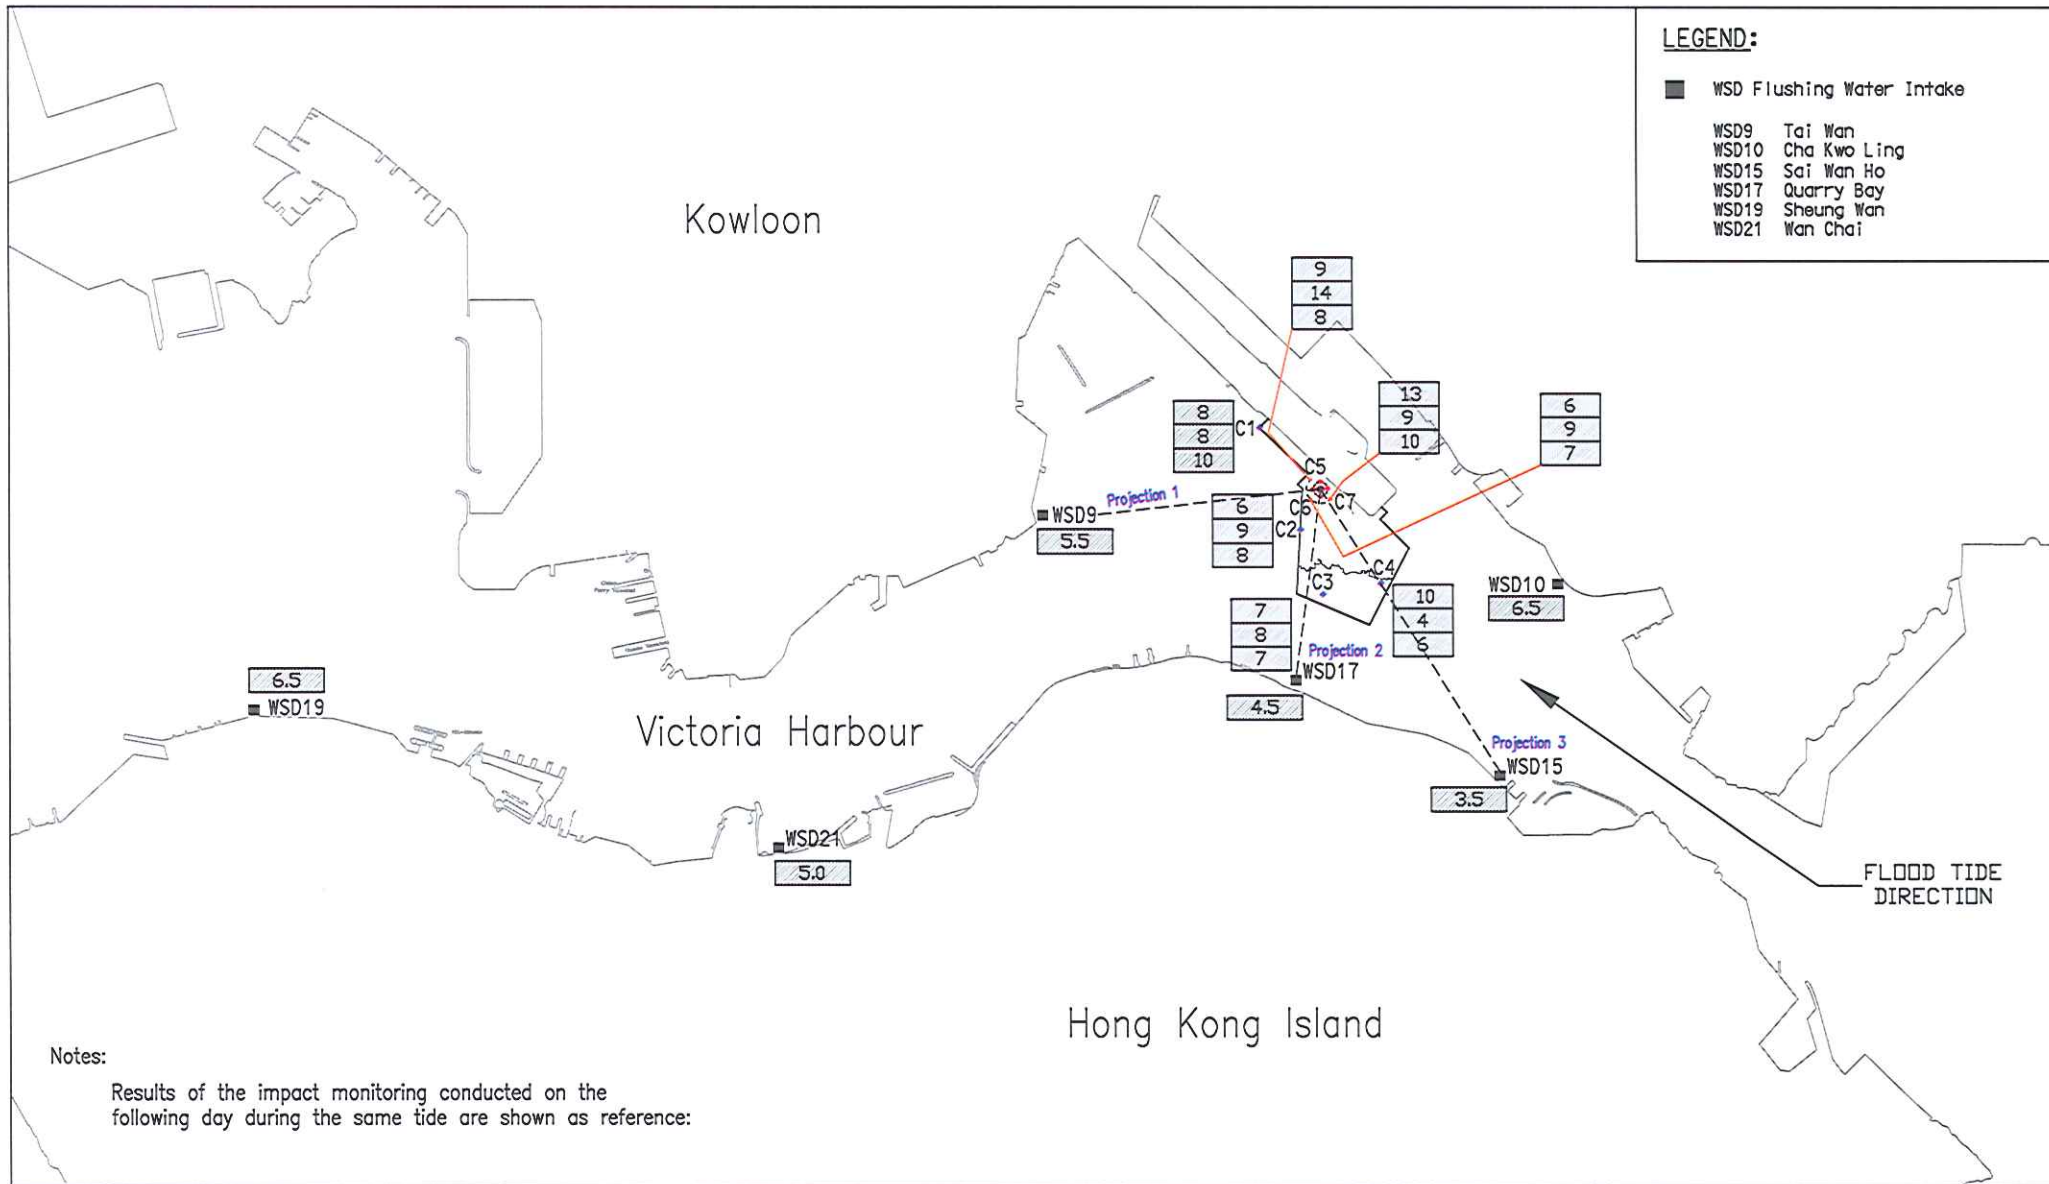 LEGEND:
WSD Flushing Water Intake
WSD9 Tai Wan
WSD10 Cha Kwo Ling
WSD15 Sai Wan Ho
WSD17 Quarry Bay
WSD19 Sheung Wan
WSD21 Wan Chai
Kowloon
9
14
8
13
9
10
6
9
7
8
8
10
C1
C5
Projection 1
WSD9
5.5
6
9
8
C6
C7
C2
C3
C4
WSD10
6.5
10
4
6
7
8
7
Projection 2
WSD17
4.5
6.5
WSD19
Victoria Harbour
Projection 3
WSD15
3.5
WSD21
5.0
FLOOD TIDE
DIRECTION
Hong Kong Island
Notes:
Results of the impact monitoring conducted on the
following day during the same tide are shown as reference: